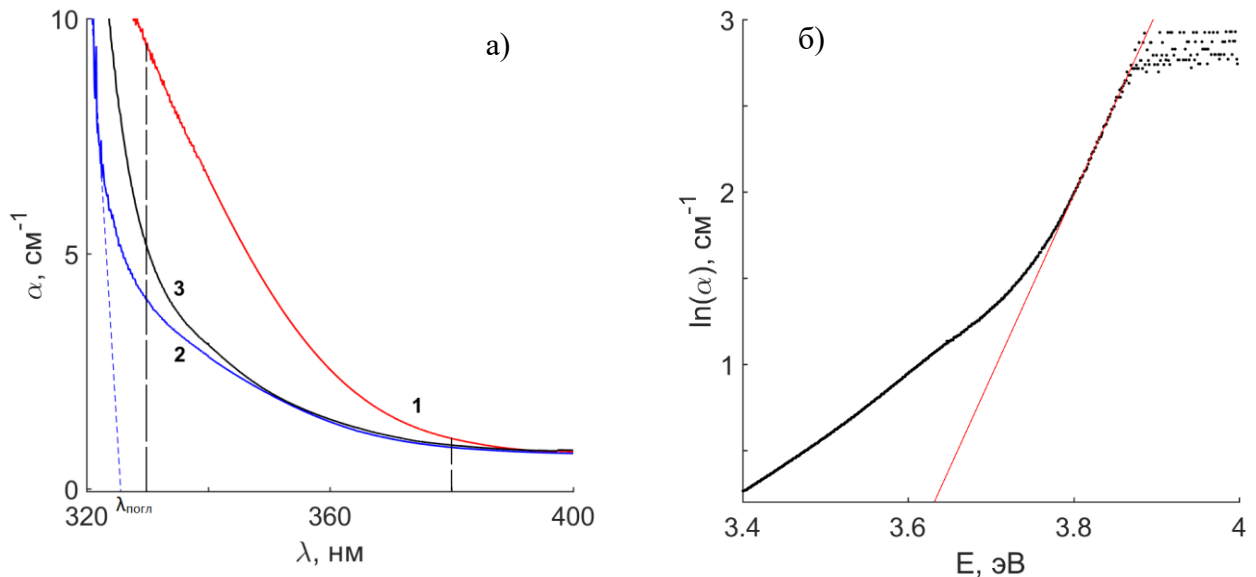 а)
10
5
0
α, см⁻¹
1
2
3
320
λпогл
360
400
λ, нм
б)
3
2
1
ln(α), см⁻¹
3.4
3.6
3.8
4
E, эВ